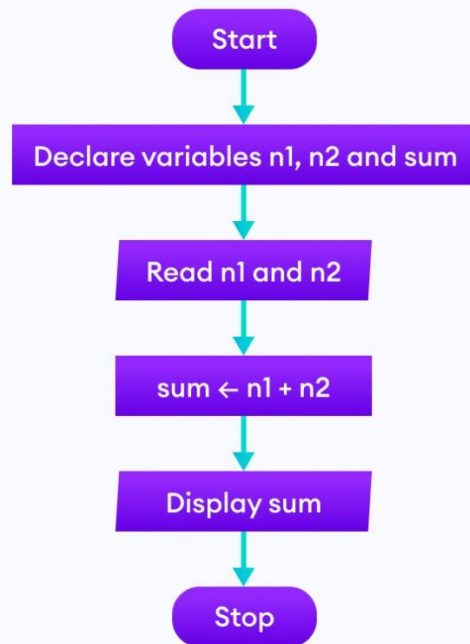 Start
Declare variables n1, n2 and sum
Read n1 and n2
sum ← n1 + n2
Display sum
Stop